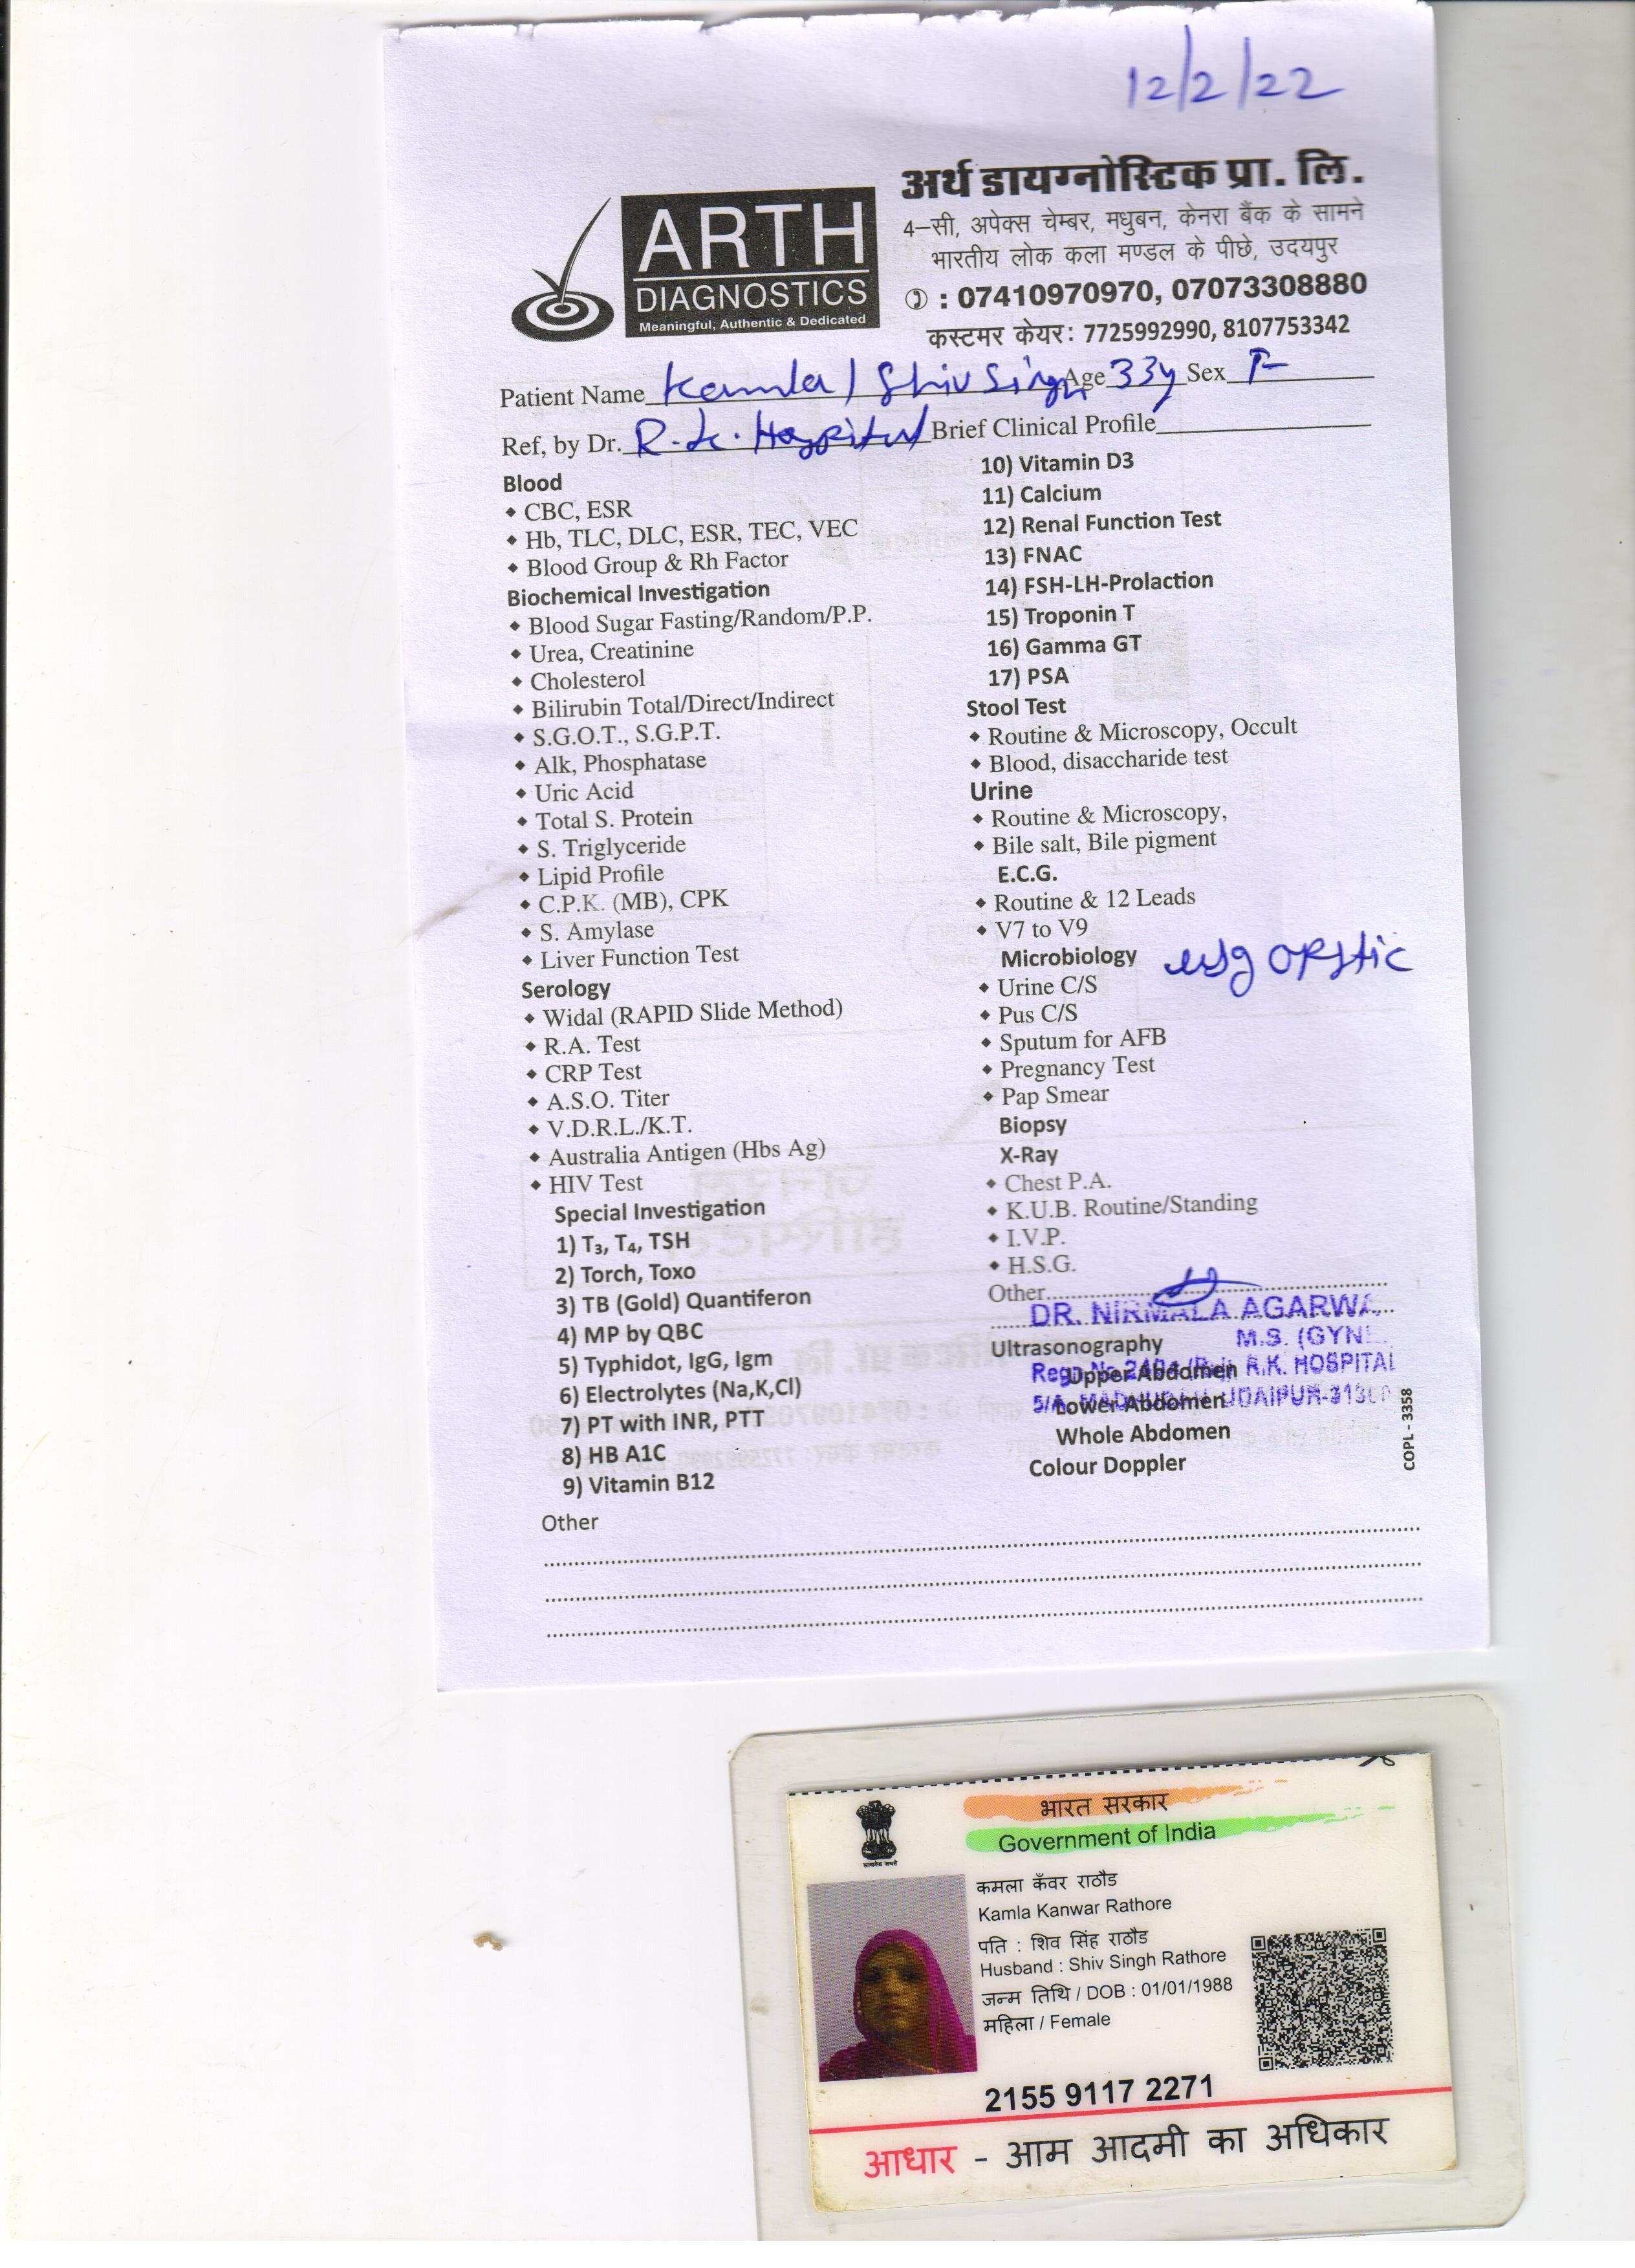 12/2/22
अर्थ डायग्नोस्टिक प्रा. लि.
4–सी, अपेक्स चेम्बर, मधुबन, केनरा बैंक के सामने
भारतीय लोक कला मण्डल के पीछे, उदयपुर
: 07410970970, 07073308880
कस्टमर केयर: 7725992990, 8107753342
ARTH
DIAGNOSTICS
Meaningful, Authentic & Dedicated
Patient Name Kamla / Shiv Singh Age 33y Sex F
Ref, by Dr. R.K. Hospital Brief Clinical Profile
Blood
CBC, ESR
Hb, TLC, DLC, ESR, TEC, VEC
Blood Group & Rh Factor
Biochemical Investigation
Blood Sugar Fasting/Random/P.P.
Urea, Creatinine
Cholesterol
Bilirubin Total/Direct/Indirect
S.G.O.T., S.G.P.T.
Alk, Phosphatase
Uric Acid
Total S. Protein
S. Triglyceride
Lipid Profile
C.P.K. (MB), CPK
S. Amylase
Liver Function Test
Serology
Widal (RAPID Slide Method)
R.A. Test
CRP Test
A.S.O. Titer
V.D.R.L./K.T.
Australia Antigen (Hbs Ag)
HIV Test
Special Investigation
1) T₃, T₄, TSH
2) Torch, Toxo
3) TB (Gold) Quantiferon
4) MP by QBC
5) Typhidot, IgG, Igm
6) Electrolytes (Na,K,Cl)
7) PT with INR, PTT
8) HB A1C
9) Vitamin B12
10) Vitamin D3
11) Calcium
12) Renal Function Test
13) FNAC
14) FSH-LH-Prolaction
15) Troponin T
16) Gamma GT
17) PSA
Stool Test
Routine & Microscopy, Occult
Blood, disaccharide test
Urine
Routine & Microscopy,
Bile salt, Bile pigment
E.C.G.
Routine & 12 Leads
V7 to V9
Microbiology
usg
Urine C/S
Pus C/S
Sputum for AFB
Pregnancy Test
Pap Smear
Biopsy
X-Ray
Chest P.A.
K.U.B. Routine/Standing
I.V.P.
H.S.G.
Other
DR. NIRMALA
M.S.
R.K. HOSPITAL
Ultrasonography
Upper Abdomen
Lower Abdomen
Whole Abdomen
Colour Doppler
COPL - 3358
Other
भारत सरकार
Government of India
कमला कँवर राठौड
Kamla Kanwar Rathore
पति : शिव सिंह राठौड
Husband : Shiv Singh Rathore
जन्म तिथि / DOB : 01/01/1988
महिला / Female
2155 9117 2271
आधार - आम आदमी का अधिकार